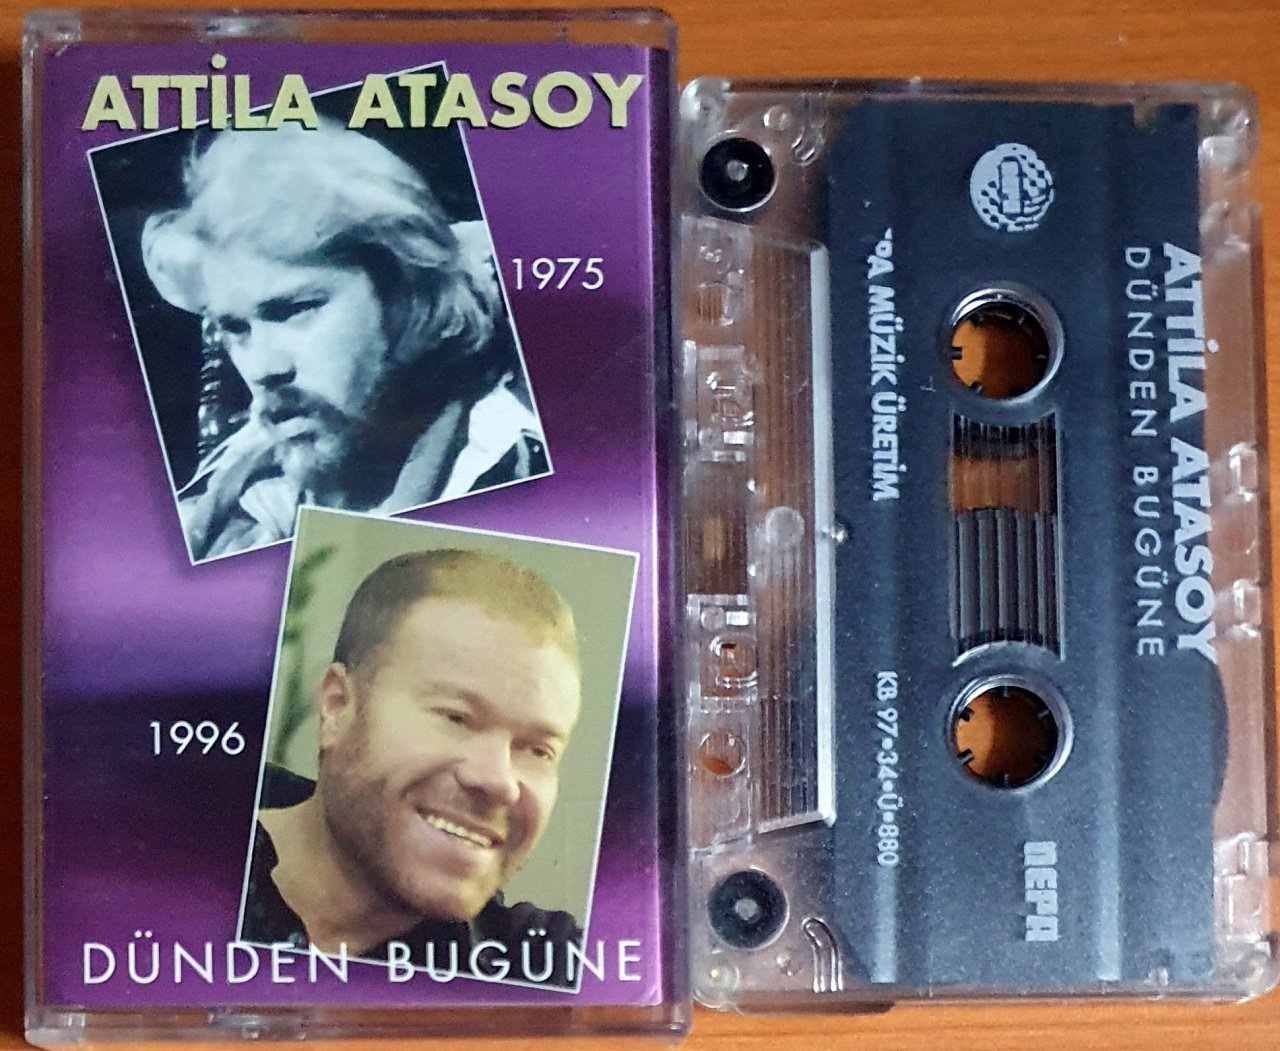 ATTİLA ATASOY
1975
1996
DÜNDEN BUGÜNE
ATTİLA ATASOY
DÜNDEN BUGÜNE
MÜZİK ÜRETİM
KB 97•34•Ü•880
NEPA